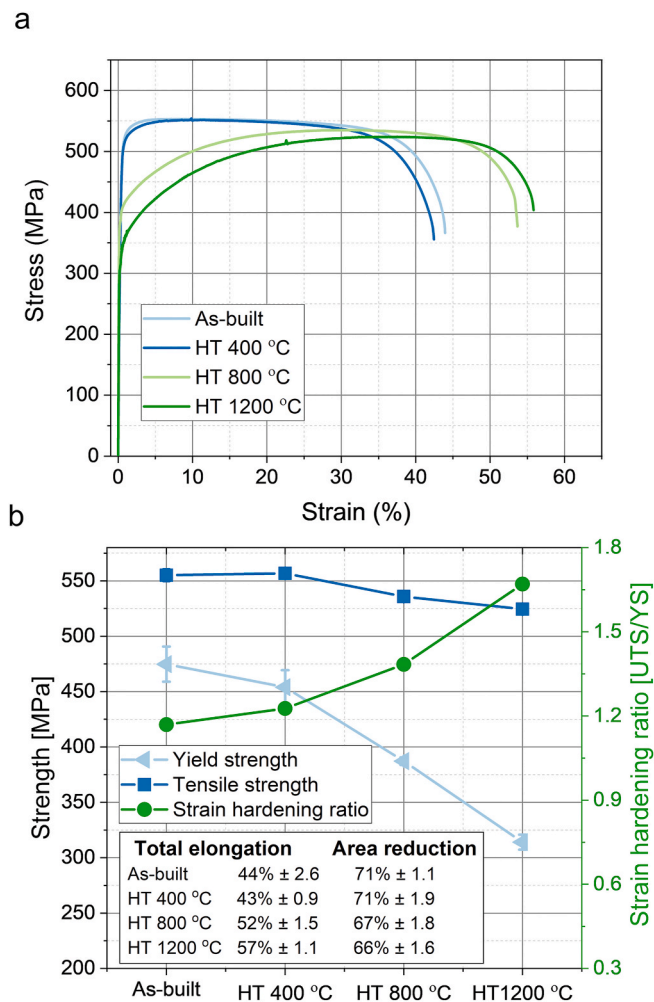 a
600
500
400
300
200
100
0
Stress (MPa)
As-built
HT 400 °C
HT 800 °C
HT 1200 °C
0 10 20 30 40 50 60
Strain (%)
b
550
500
475
450
425
400
375
350
325
300
250
225
200
Strength [MPa]
1.8
1.5
1.2
0.9
0.6
0.3
Strain hardening ratio [UTS/YS]
Yield strength
Tensile strength
Strain hardening ratio
Total elongation Area reduction
As-built 44% ± 2.6 71% ± 1.1
HT 400 °C 43% ± 0.9 71% ± 1.9
HT 800 °C 52% ± 1.5 67% ± 1.8
HT 1200 °C 57% ± 1.1 66% ± 1.6
As-built HT 400 °C HT 800 °C HT1200 °C